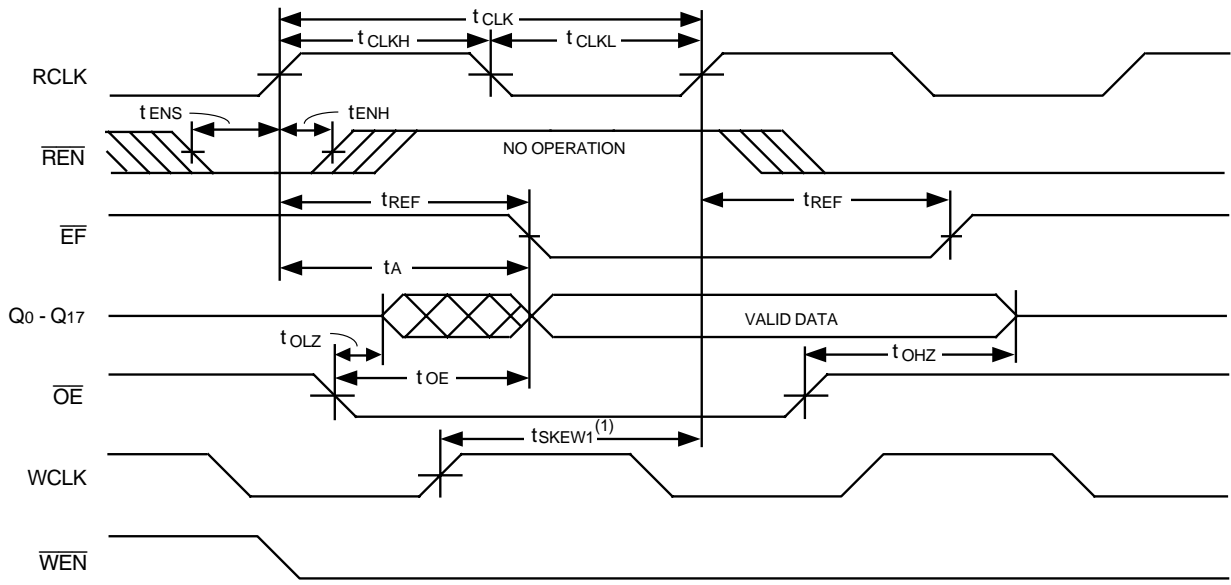 tCLK
tCLKH tCLKL
RCLK
tENS tENH
REN NO OPERATION
tREF tREF
EF
tA
Q0 - Q17 VALID DATA
tOLZ tOHZ
tOE
OE
tSKEW1(1)
WCLK
WEN